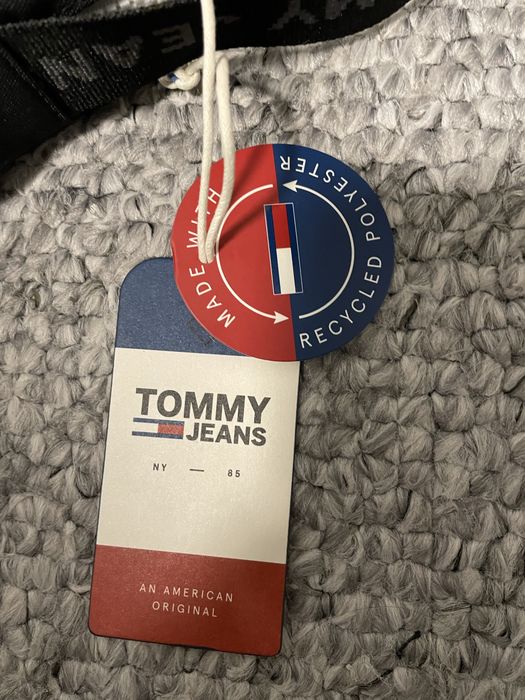 MADE WITH
RECYCLED POLYESTER
TOMMY
JEANS
NY — 85
AN AMERICAN
ORIGINAL